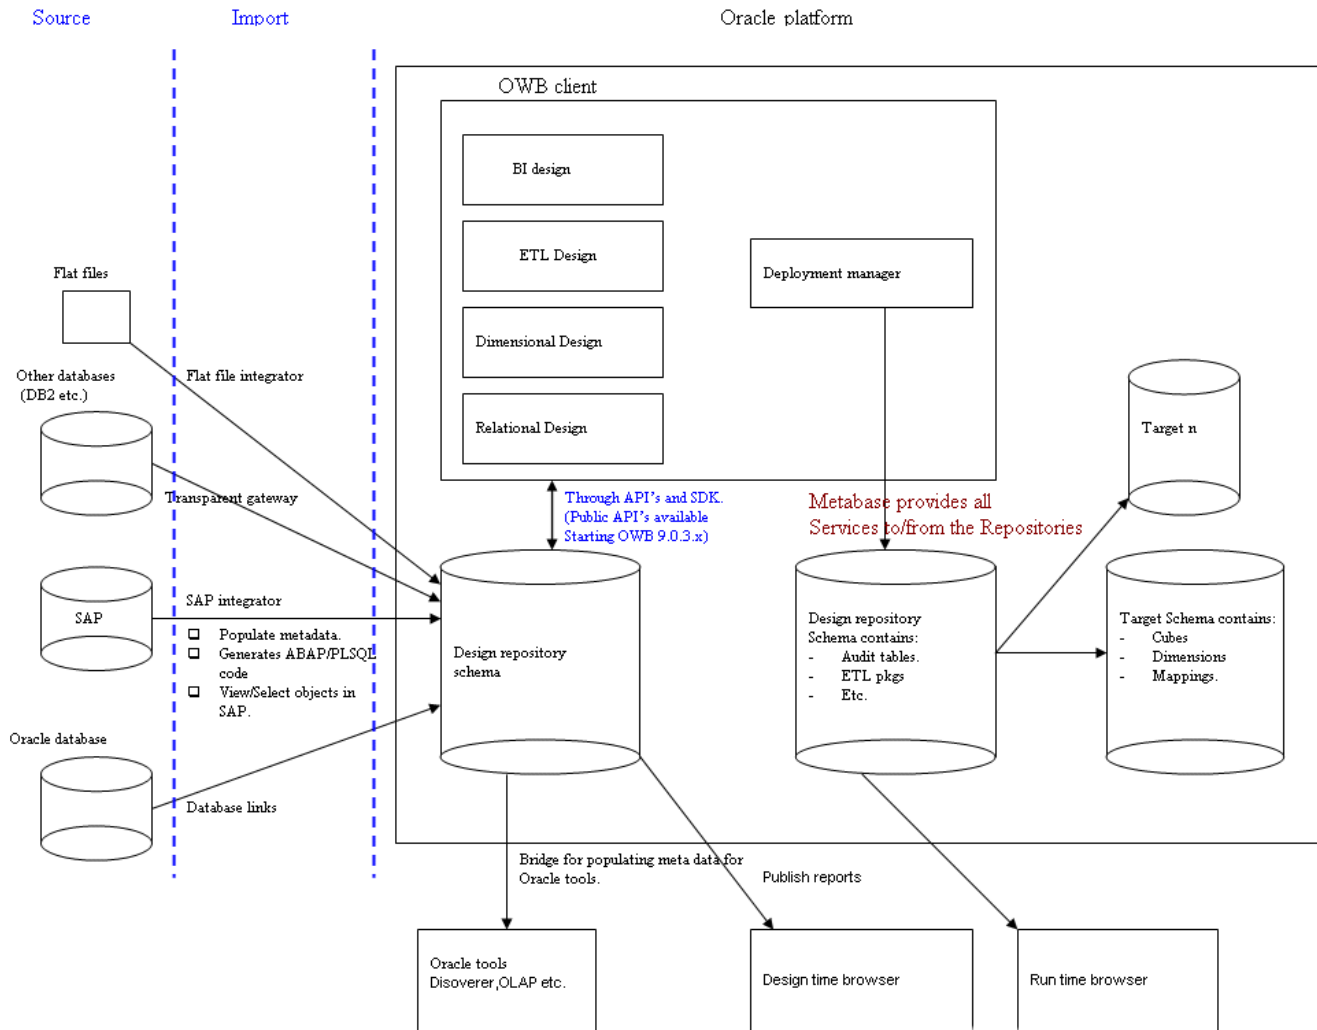 Source
Import
Oracle platform
OWB client
BI design
ETL Design
Deployment manager
Dimensional Design
Relational Design
Flat files
Flat file integrator
Other databases
(DB2 etc.)
Transparent gateway
Through API's and SDK.
(Public API's available
Starting OWB 9.0.3.x)
Metabase provides all
Services to/from the Repositories
Target n
SAP
SAP integrator
❑ Populate metadata.
❑ Generates ABAP/PLSQL
code
❑ View/Select objects in
SAP.
Design repository
schema
Design repository
Schema contains:
- Audit tables.
- ETL pkgs
- Etc.
Target Schema contains:
- Cubes
- Dimensions
- Mappings.
Oracle database
Database links
Bridge for populating meta data for
Oracle tools.
Publish reports
Oracle tools
Disoverer,OLAP etc.
Design time browser
Run time browser